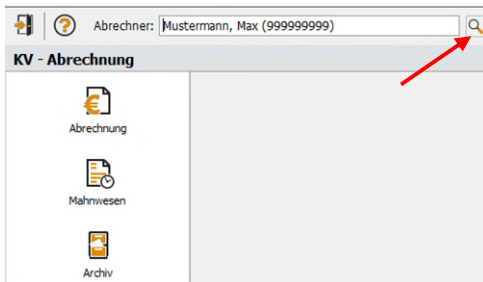 Abrechner: Mustermann, Max (999999999)
KV - Abrechnung
Abrechnung
Mahnwesen
Archiv